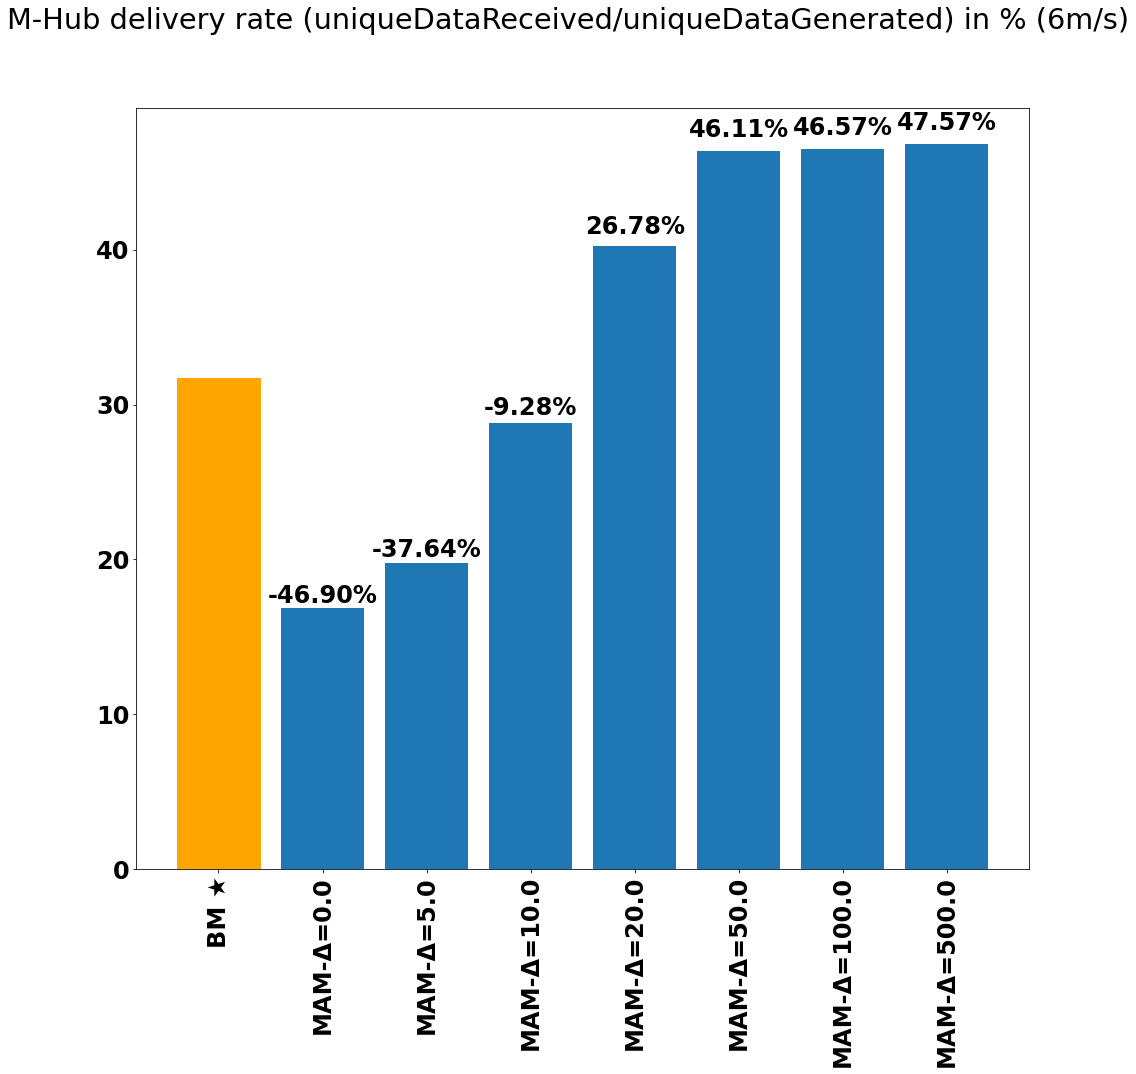 M-Hub delivery rate (uniqueDataReceived/uniqueDataGenerated) in % (6m/s)
46.11% 46.57% 47.57%
26.78%
40
30
-9.28%
20
-37.64%
-46.90%
10
0
BM ★
MAM-Δ=0.0
MAM-Δ=5.0
MAM-Δ=10.0
MAM-Δ=20.0
MAM-Δ=50.0
MAM-Δ=100.0
MAM-Δ=500.0